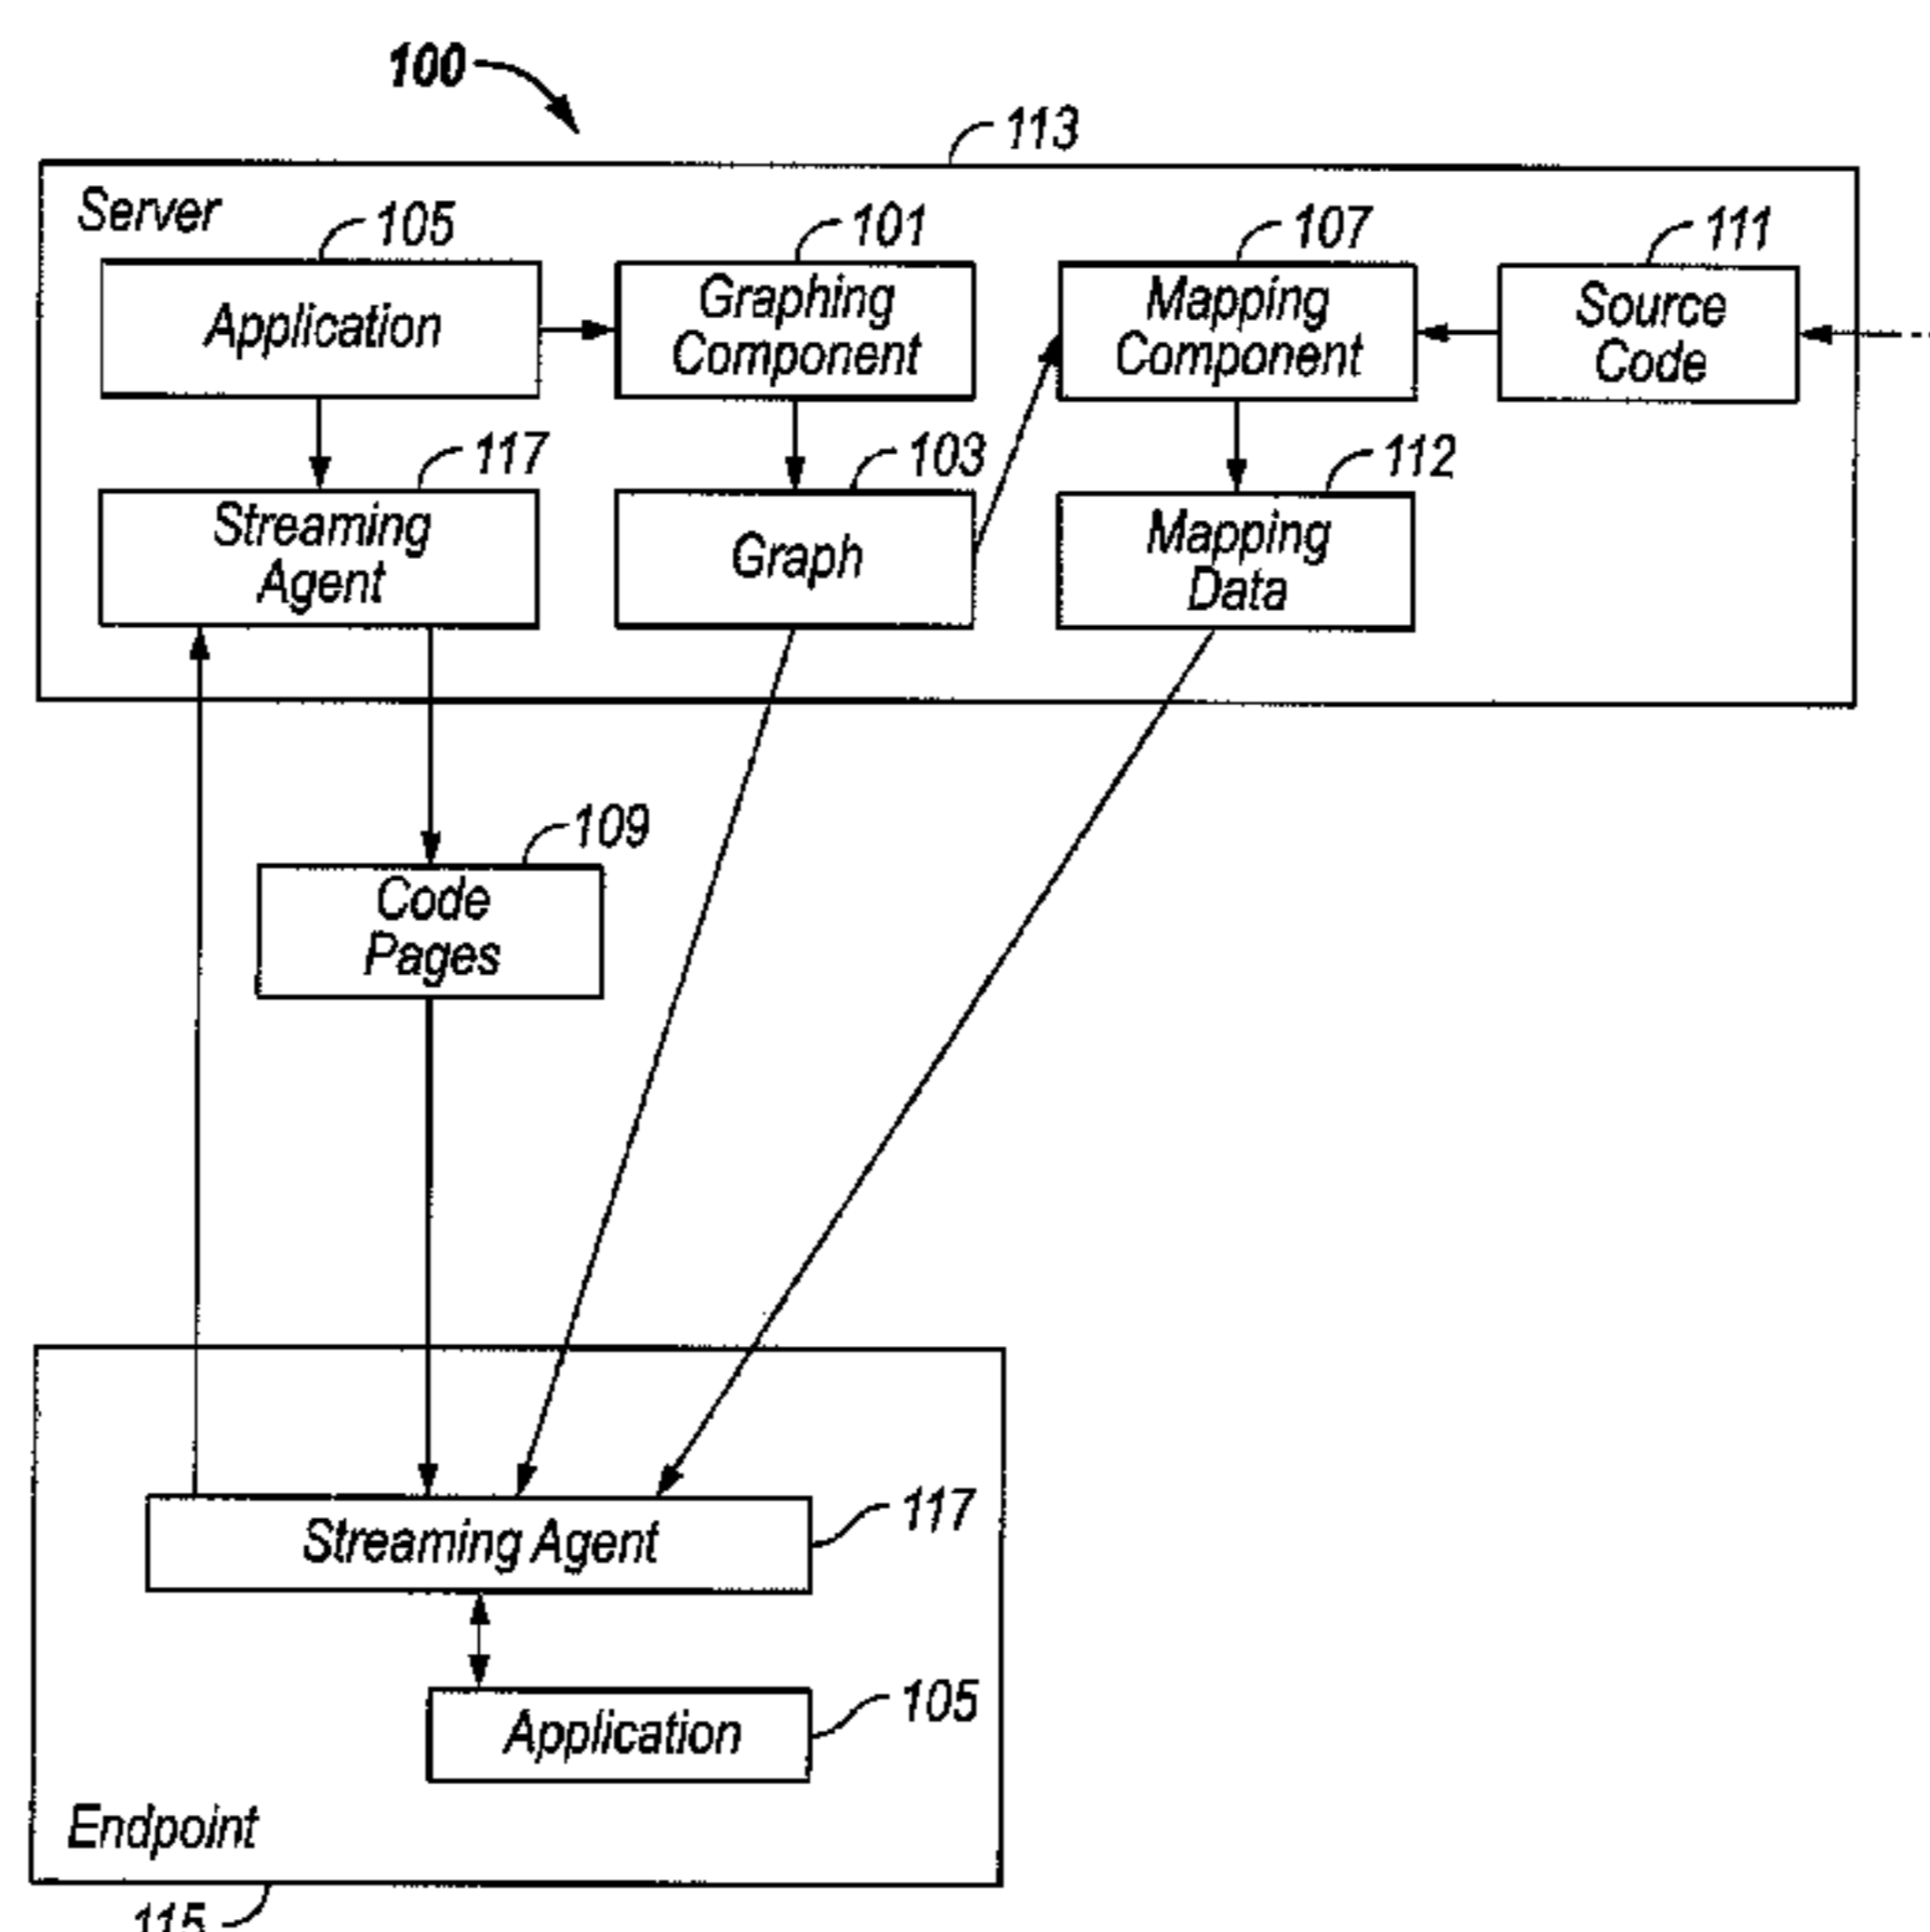 100
113
Server
105
101
107
111
Application
Graphing
Component
Mapping
Component
Source
Code
117
103
112
Streaming
Agent
Graph
Mapping
Data
109
Code
Pages
Streaming Agent
117
Application
105
Endpoint
115